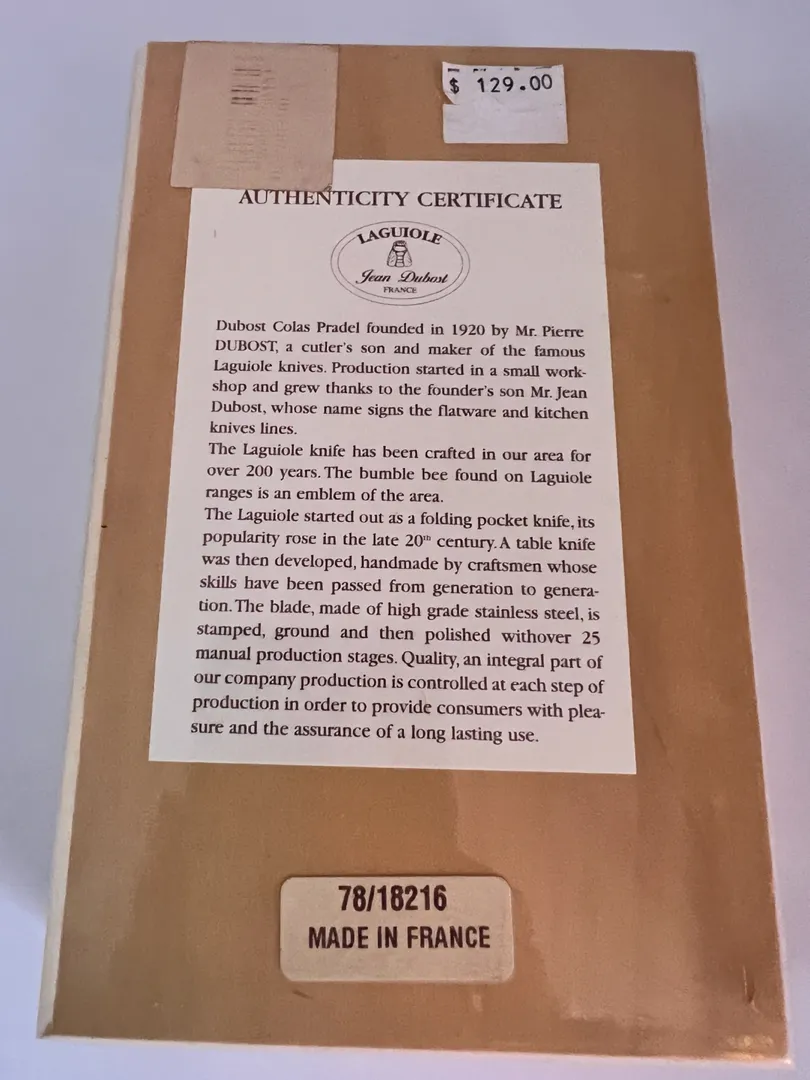 $ 129.00
AUTHENTICITY CERTIFICATE
LAGUIOLE
Jean Dubost
FRANCE
Dubost Colas Pradel founded in 1920 by Mr. Pierre
DUBOST, a cutler's son and maker of the famous
Laguiole knives. Production started in a small work-
shop and grew thanks to the founder's son Mr. Jean
Dubost, whose name signs the flatware and kitchen
knives lines.
The Laguiole knife has been crafted in our area for
over 200 years. The bumble bee found on Laguiole
ranges is an emblem of the area.
The Laguiole started out as a folding pocket knife, its
popularity rose in the late 20th century. A table knife
was then developed, handmade by craftsmen whose
skills have been passed from generation to genera-
tion. The blade, made of high grade stainless steel, is
stamped, ground and then polished withover 25
manual production stages. Quality, an integral part of
our company production is controlled at each step of
production in order to provide consumers with plea-
sure and the assurance of a long lasting use.
78/18216
MADE IN FRANCE